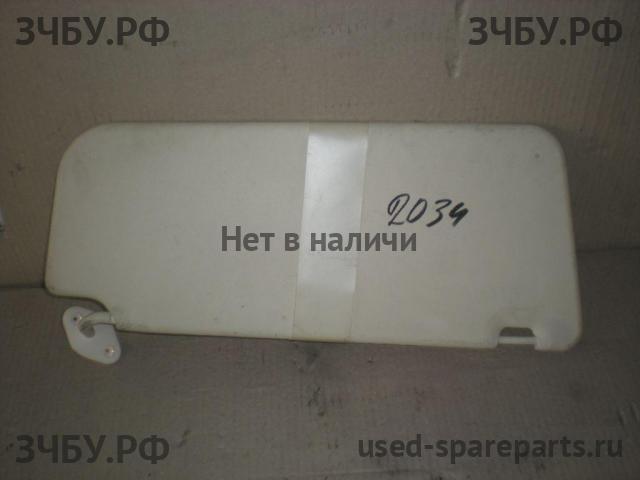 ЗЧБУ.РФ ЗЧБУ.РФ
2034
Нет в наличи
ЗЧБУ.РФ used-spareparts.ru